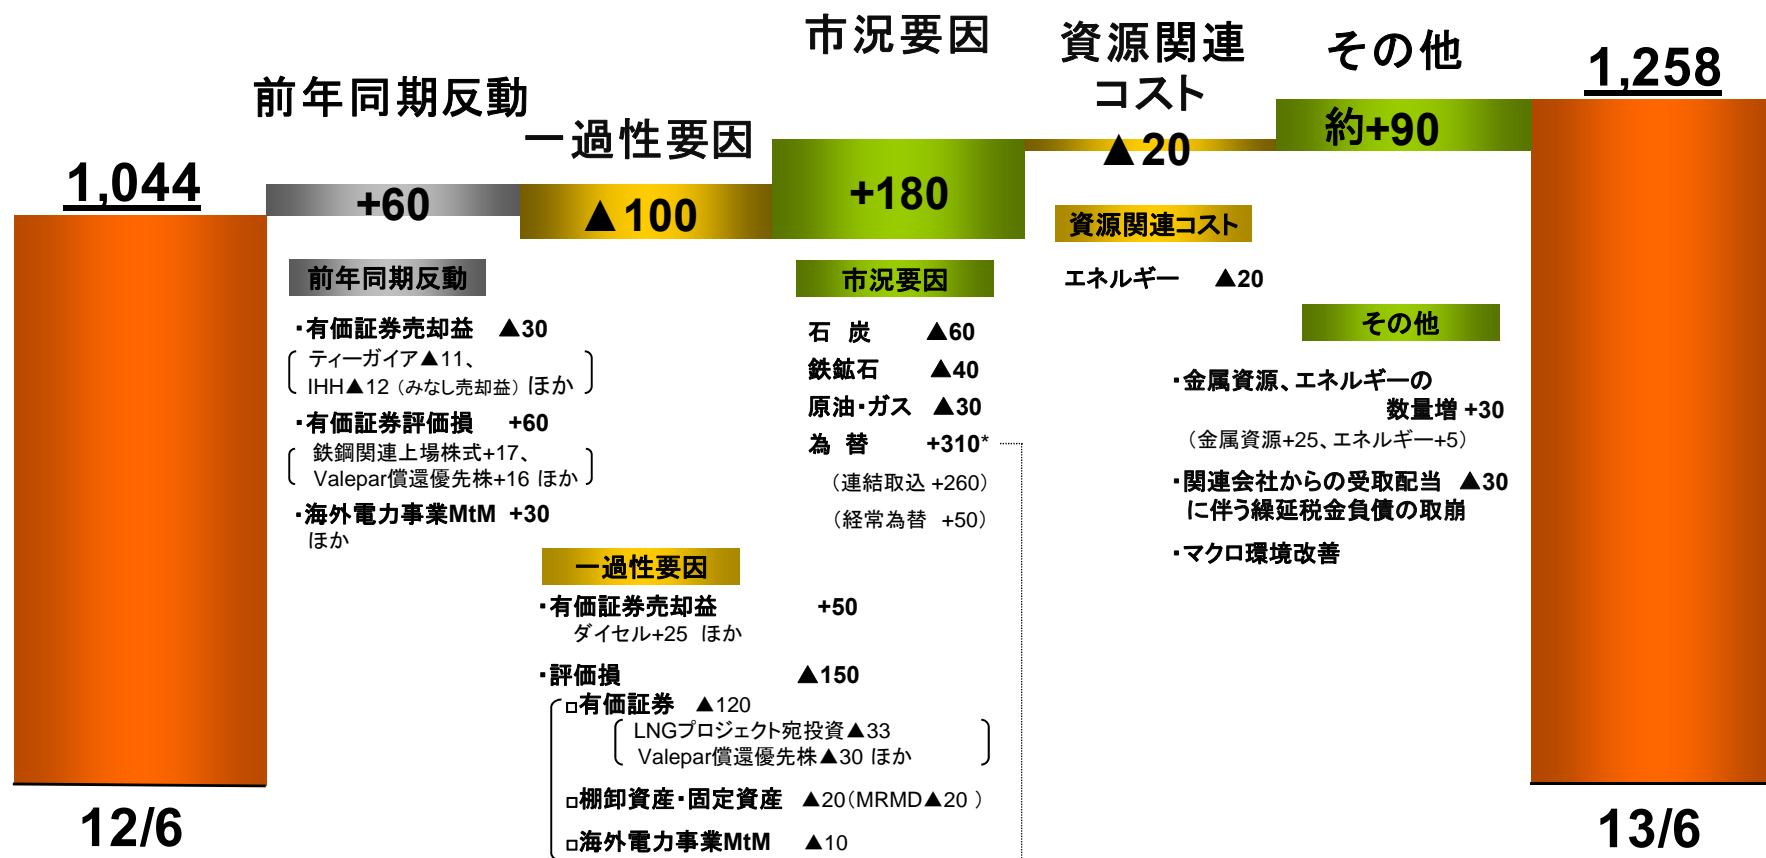 1,044
12/6
前年同期反動
+60
一過性要因
▲100
市況要因
+180
資源関連
コスト
▲20
その他
約+90
1,258
13/6
前年同期反動
・有価証券売却益 ▲30
ティーガイア▲11、
IHH▲12（みなし売却益）ほか
・有価証券評価損 +60
鉄鋼関連上場株式+17、
Valepar償還優先株+16 ほか
・海外電力事業MtM +30
ほか
一過性要因
・有価証券売却益 +50
ダイセル+25 ほか
・評価損 ▲150
□有価証券 ▲120
LNGプロジェクト宛投資▲33
Valepar償還優先株▲30 ほか
□棚卸資産・固定資産 ▲20（MRMD▲20 ）
□海外電力事業MtM ▲10
市況要因
石 炭 ▲60
鉄鉱石 ▲40
原油・ガス ▲30
為 替 +310*
（連結取込 +260）
（経常為替 +50）
資源関連コスト
エネルギー ▲20
その他
・金属資源、エネルギーの
数量増 +30
（金属資源+25、エネルギー+5）
・関連会社からの受取配当 ▲30
に伴う繰延税金負債の取崩
・マクロ環境改善